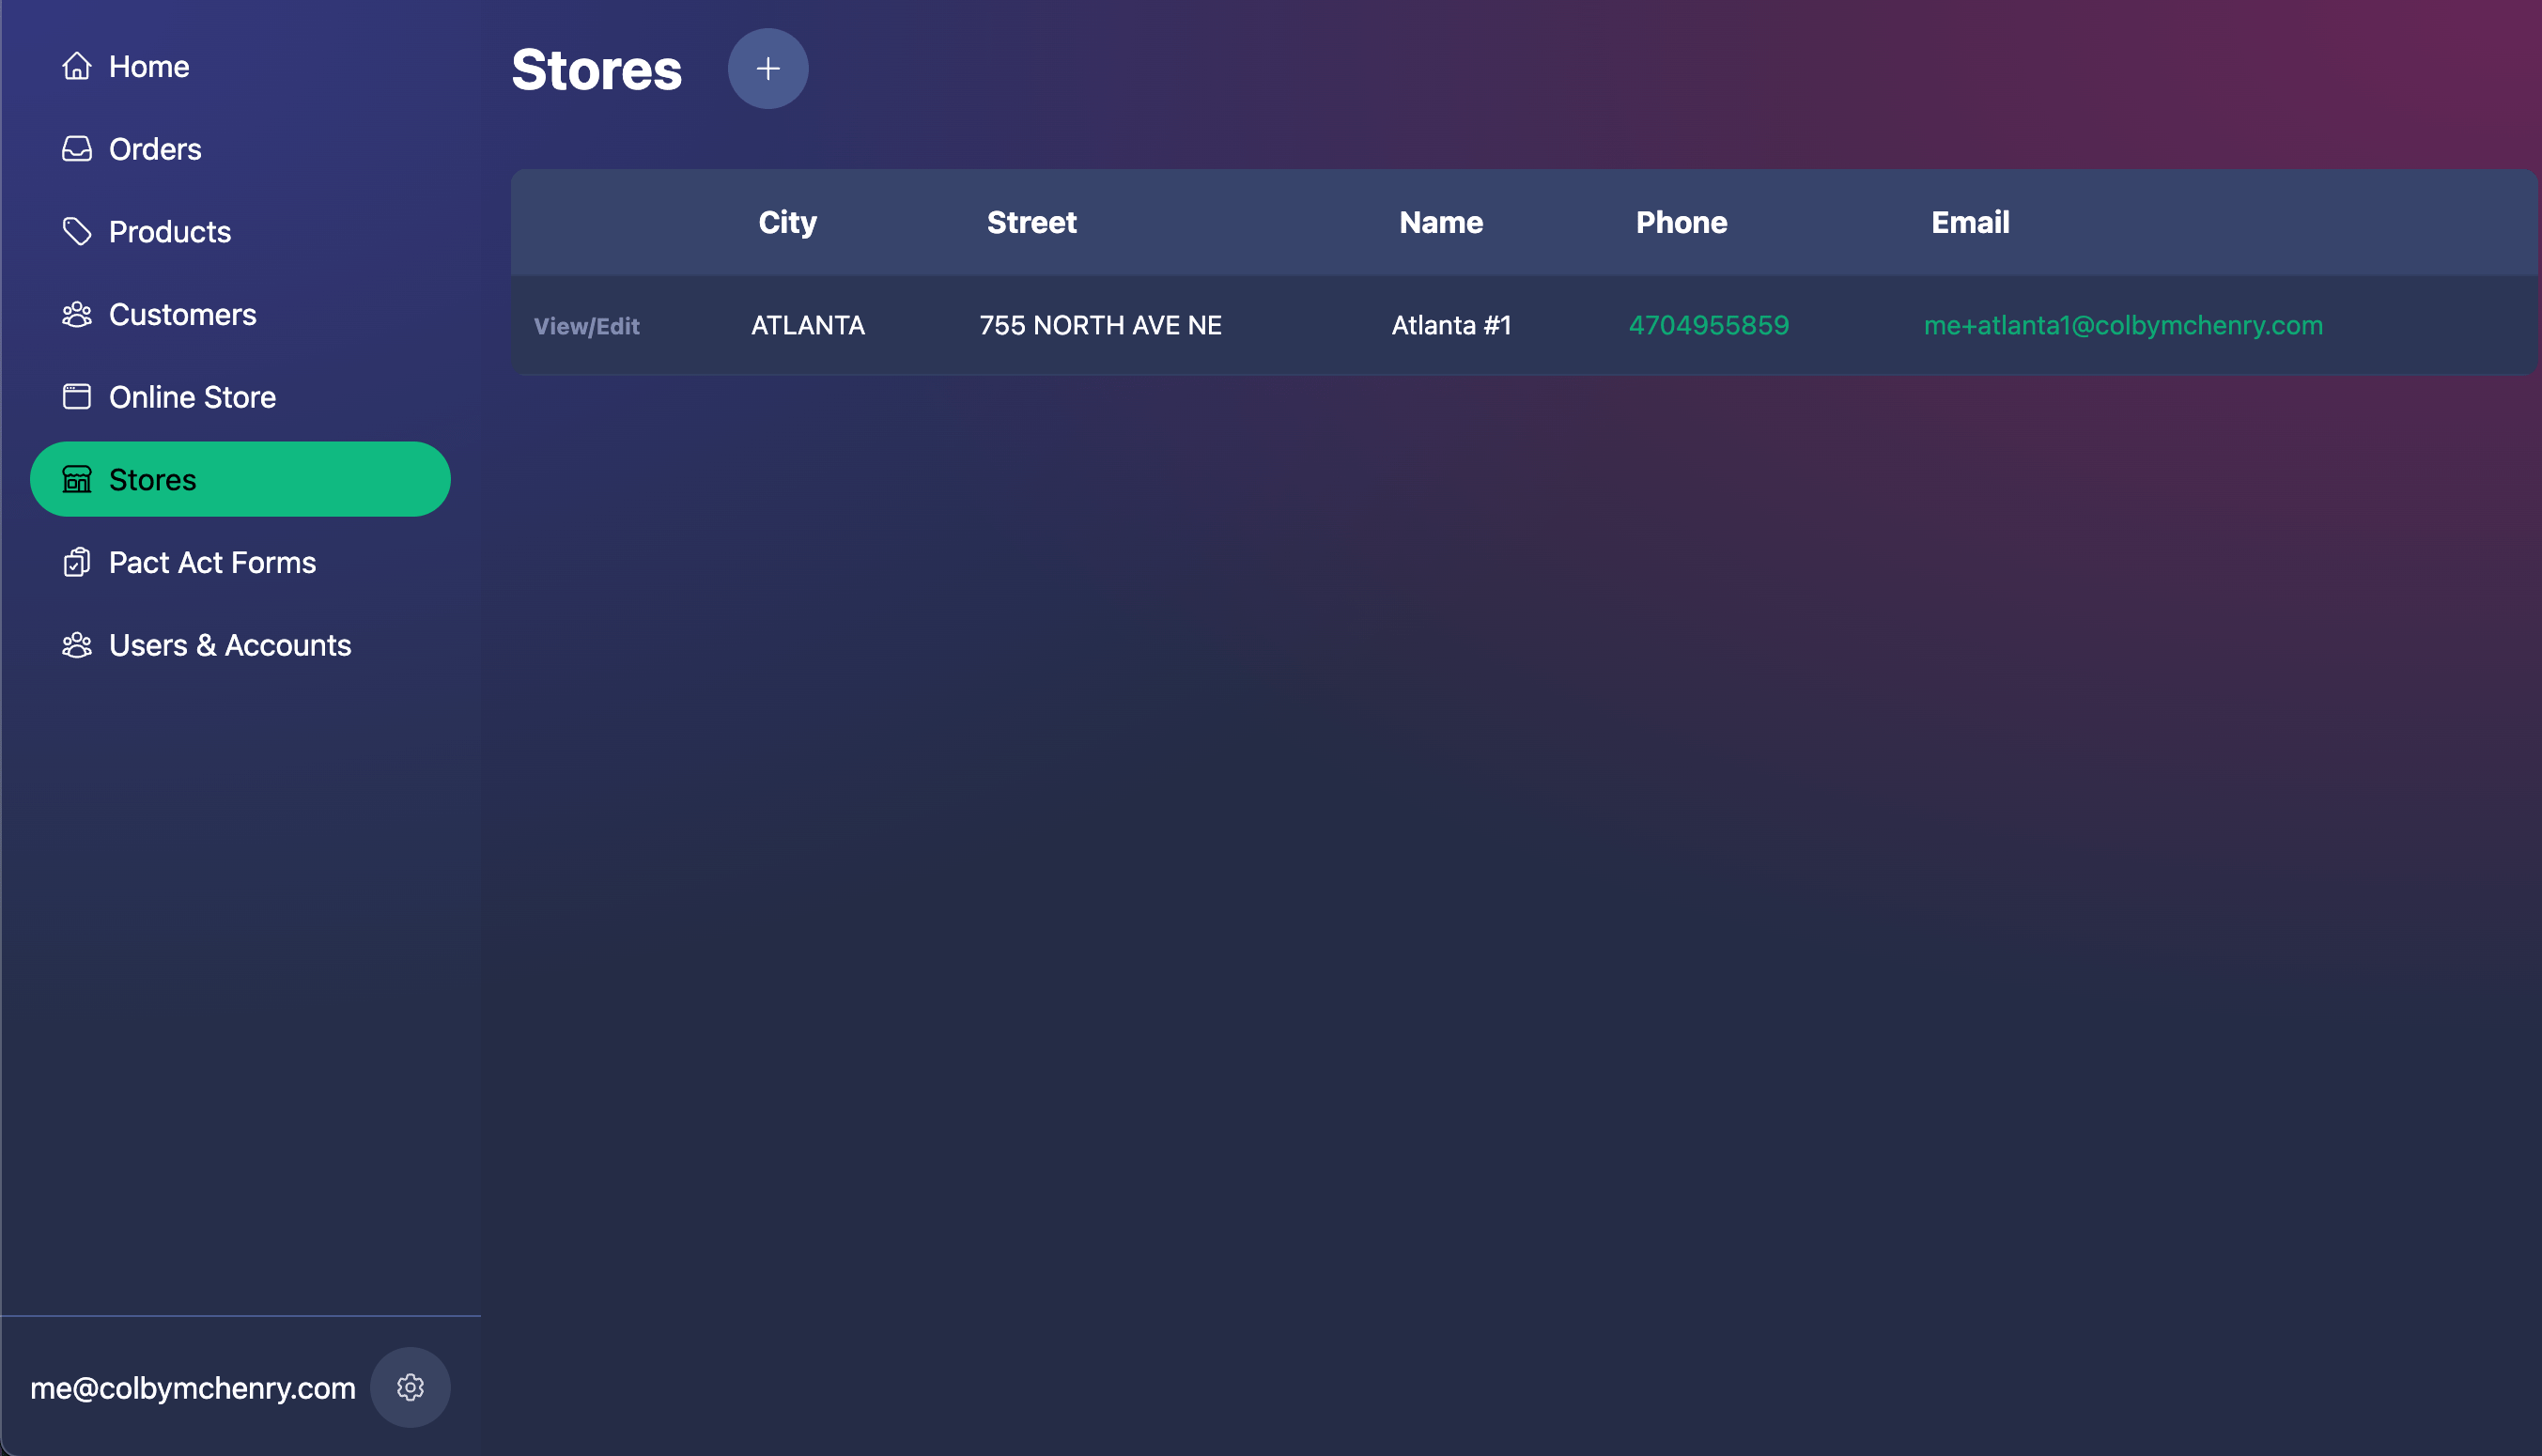 Home
Orders
Products
Customers
Online Store
Stores
Pact Act Forms
Users & Accounts
me@colbymchenry.com
Stores
City Street Name Phone Email
View/Edit ATLANTA 755 NORTH AVE NE Atlanta #1 4704955859 me+atlanta1@colbymchenry.com